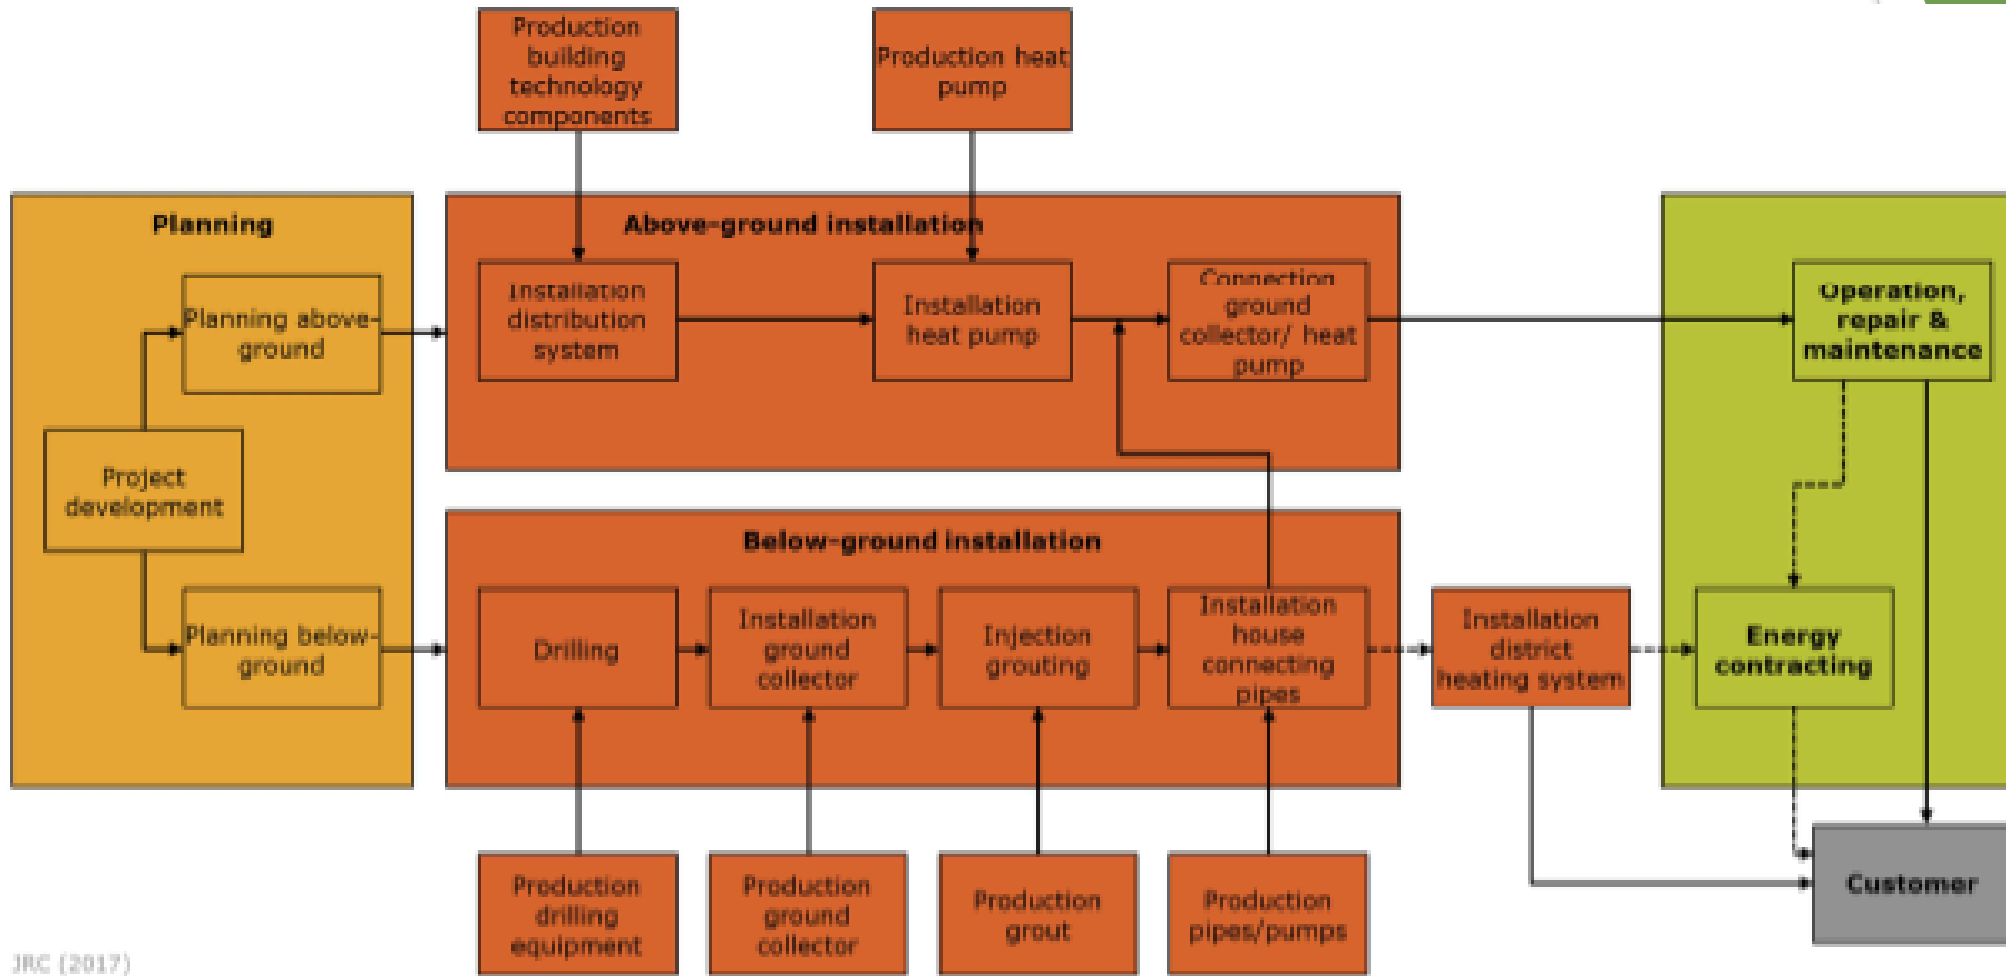 Production
building
technology
components
Production heat
pump
Planning
Above-ground installation
Planning above-
ground
Installation
distribution
system
Installation
heat pump
Connection
ground
collector/ heat
pump
Operation,
repair &
maintenance
Project
development
Below-ground installation
Planning below-
ground
Drilling
Installation
ground
collector
Injection
grouting
Installation
house
connecting
pipes
Installation
district
heating system
Energy
contracting
Production
drilling
equipment
Production
ground
collector
Production
grout
Production
pipes/pumps
Customer
JRC (2017)